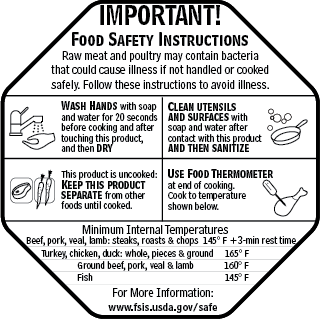 IMPORTANT!
FOOD SAFETY INSTRUCTIONS
Raw meat and poultry may contain bacteria
that could cause illness if not handled or cooked
safely. Follow these instructions to avoid illness.
WASH HANDS with soap
and water for 20 seconds
before cooking and after
touching this product,
and then DRY
CLEAN UTENSILS
AND SURFACES with
soap and water after
contact with this product
AND THEN SANITIZE
This product is uncooked:
KEEP THIS PRODUCT
SEPARATE from other
foods until cooked.
USE FOOD THERMOMETER
at end of cooking.
Cook to temperature
shown below.
Minimum Internal Temperatures
Beef, pork, veal, lamb: steaks, roasts & chops 145° F +3-min rest time
Turkey, chicken, duck: whole, pieces & ground 165° F
Ground beef, pork, veal & lamb 160° F
Fish 145° F
For More Information:
www.fsis.usda.gov/safe